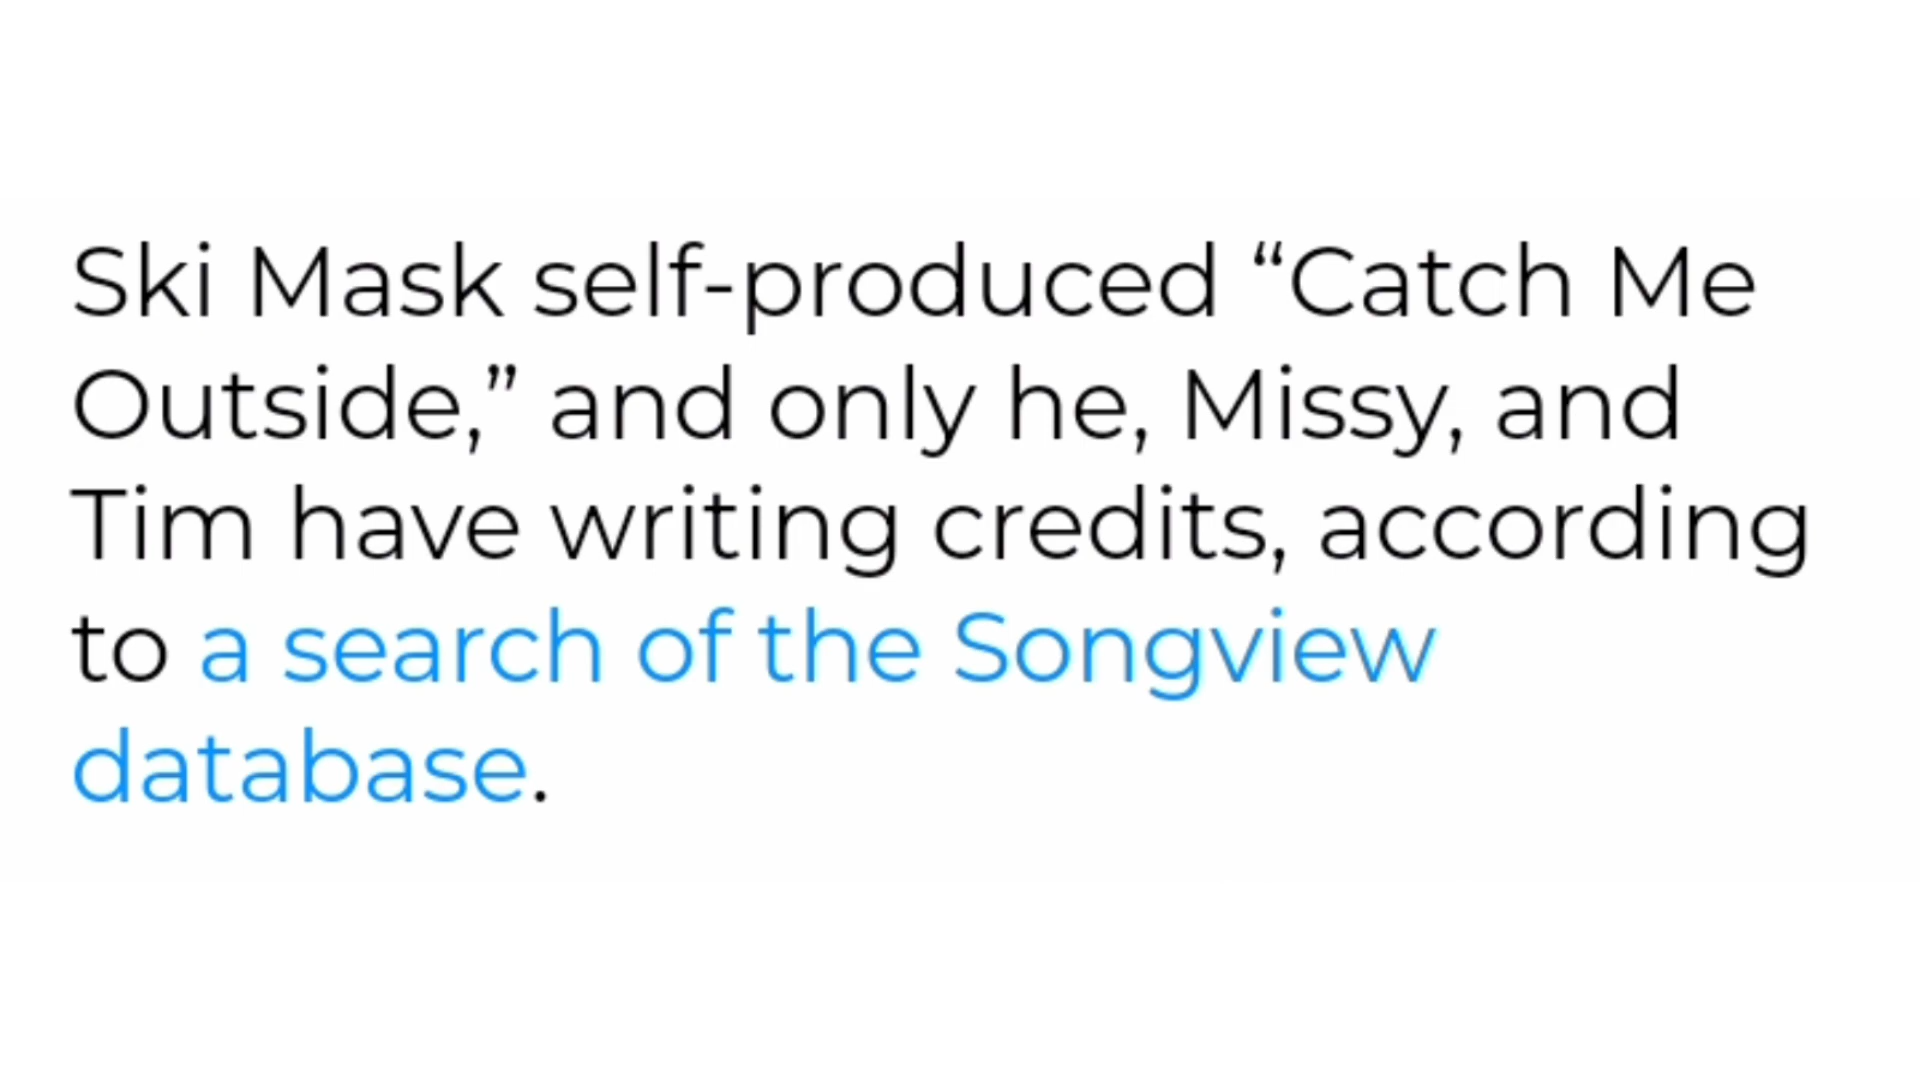 Ski Mask self-produced “Catch Me
Outside,” and only he, Missy, and
Tim have writing credits, according
to a search of the Songview
database.